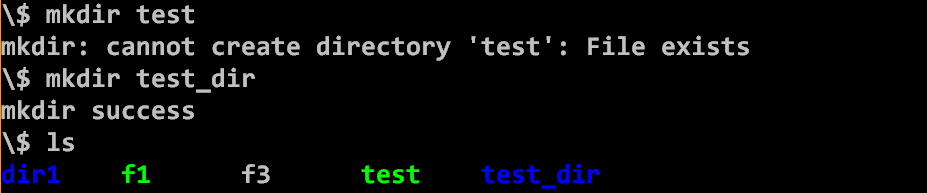 \$ mkdir test
mkdir: cannot create directory 'test': File exists
\$ mkdir test_dir
mkdir success
\$ ls
dir1    f1      f3      test    test_dir